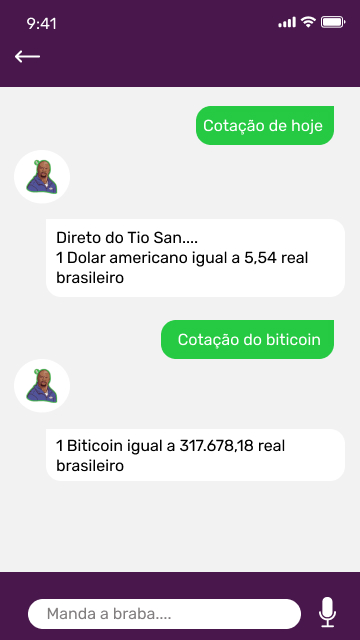 9:41
Cotação de hoje
Direto do Tio San....
1 Dolar americano igual a 5,54 real
brasileiro
Cotação do biticoin
1 Biticoin igual a 317.678,18 real
brasileiro
Manda a braba....